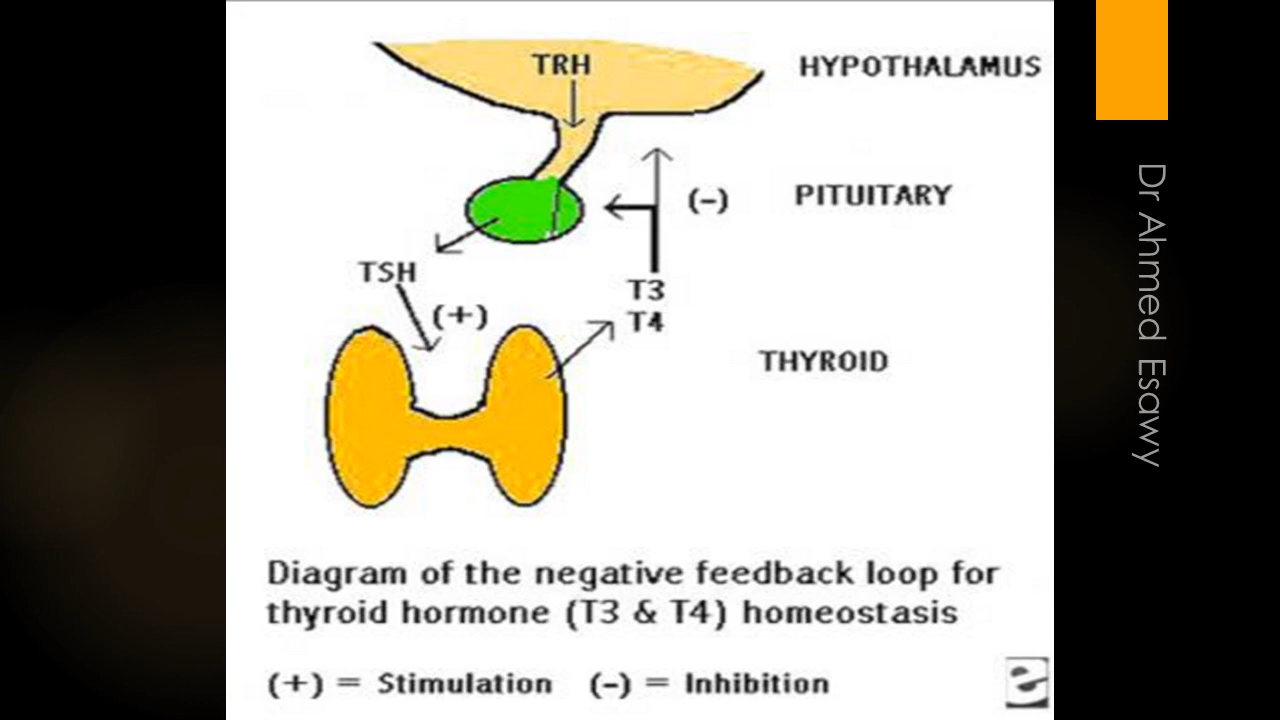 TRH
HYPOTHALAMUS
(-)
PITUITARY
TSH
(+)
T3
T4
THYROID
Diagram of the negative feedback loop for
thyroid hormone (T3 & T4) homeostasis
(+) = Stimulation (-) = Inhibition
Dr Ahmed Esawy